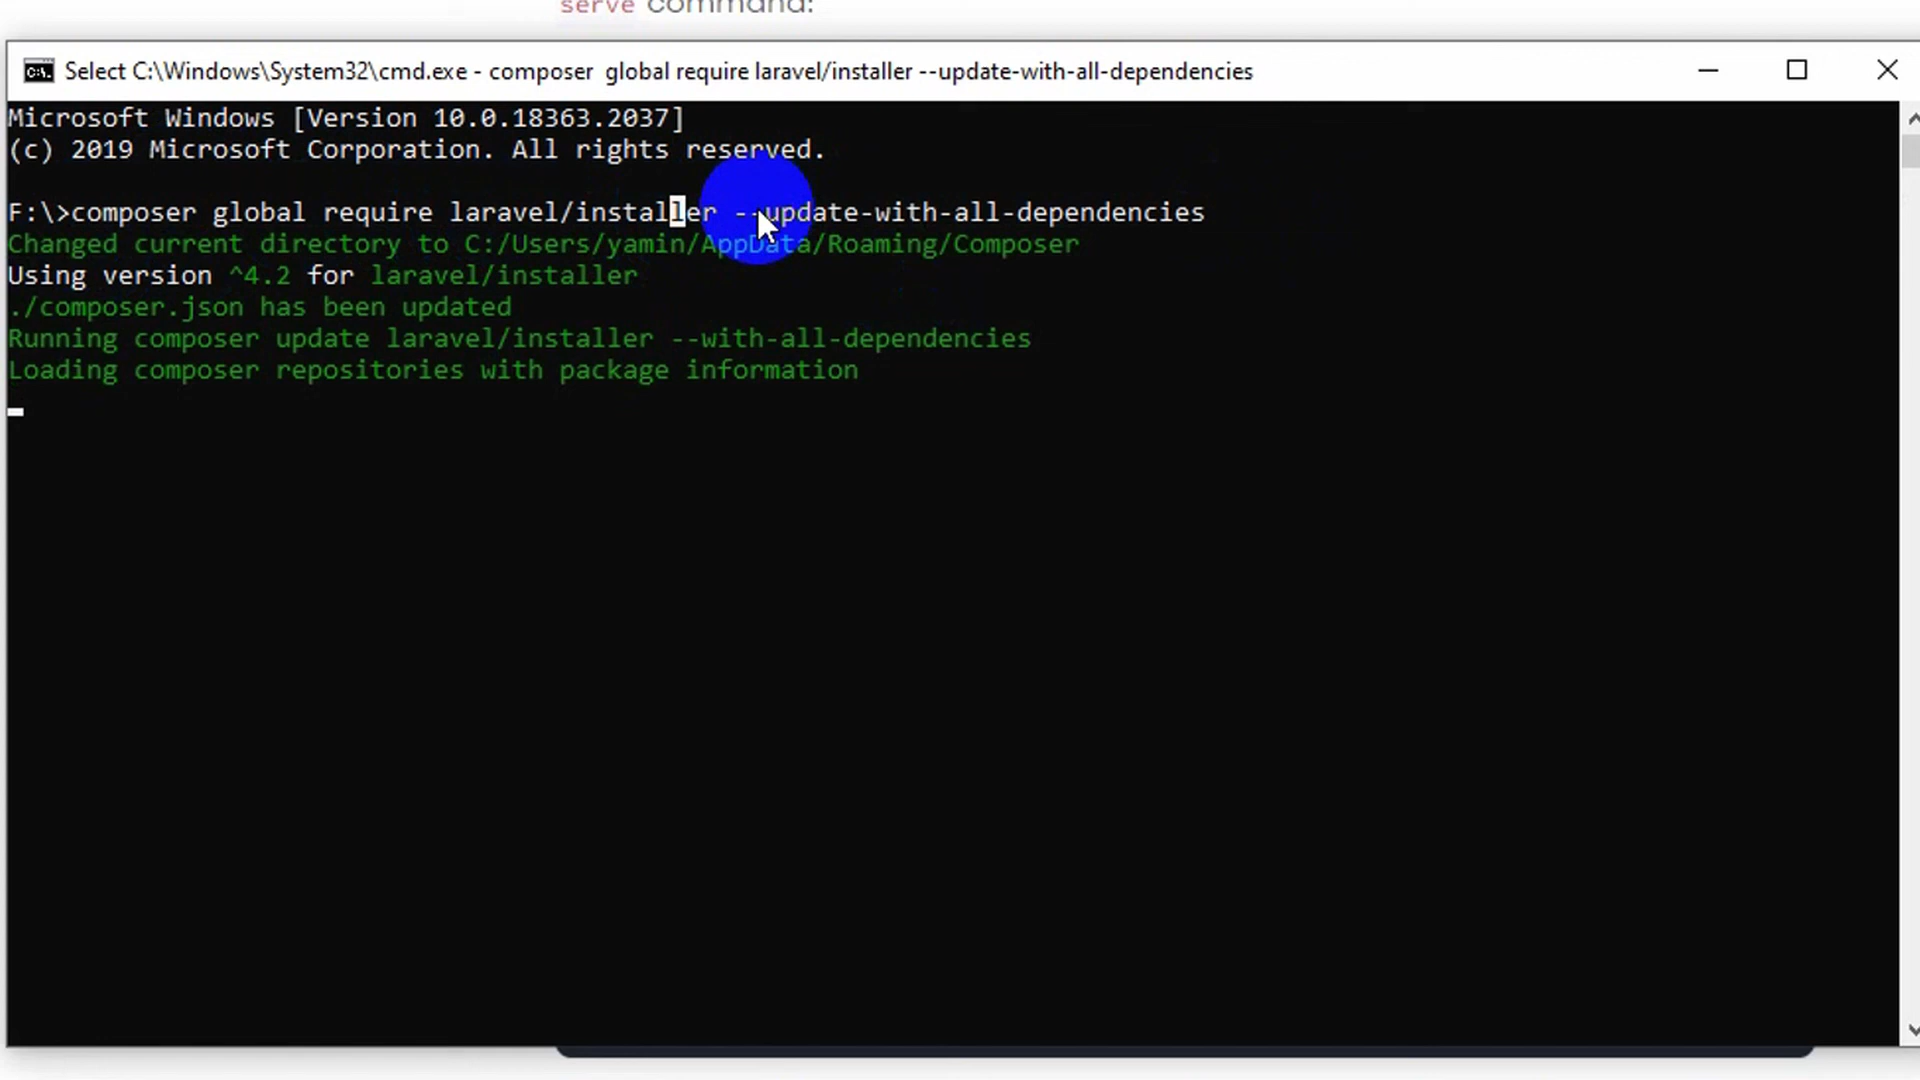 serve command:
Select C:\Windows\System32\cmd.exe - composer  global require laravel/installer --update-with-all-dependencies
Microsoft Windows [Version 10.0.18363.2037]
(c) 2019 Microsoft Corporation. All rights reserved.
F:\>composer global require laravel/installer --update-with-all-dependencies
Changed current directory to C:/Users/yamin/AppData/Roaming/Composer
Using version ^4.2 for laravel/installer
./composer.json has been updated
Running composer update laravel/installer --with-all-dependencies
Loading composer repositories with package information